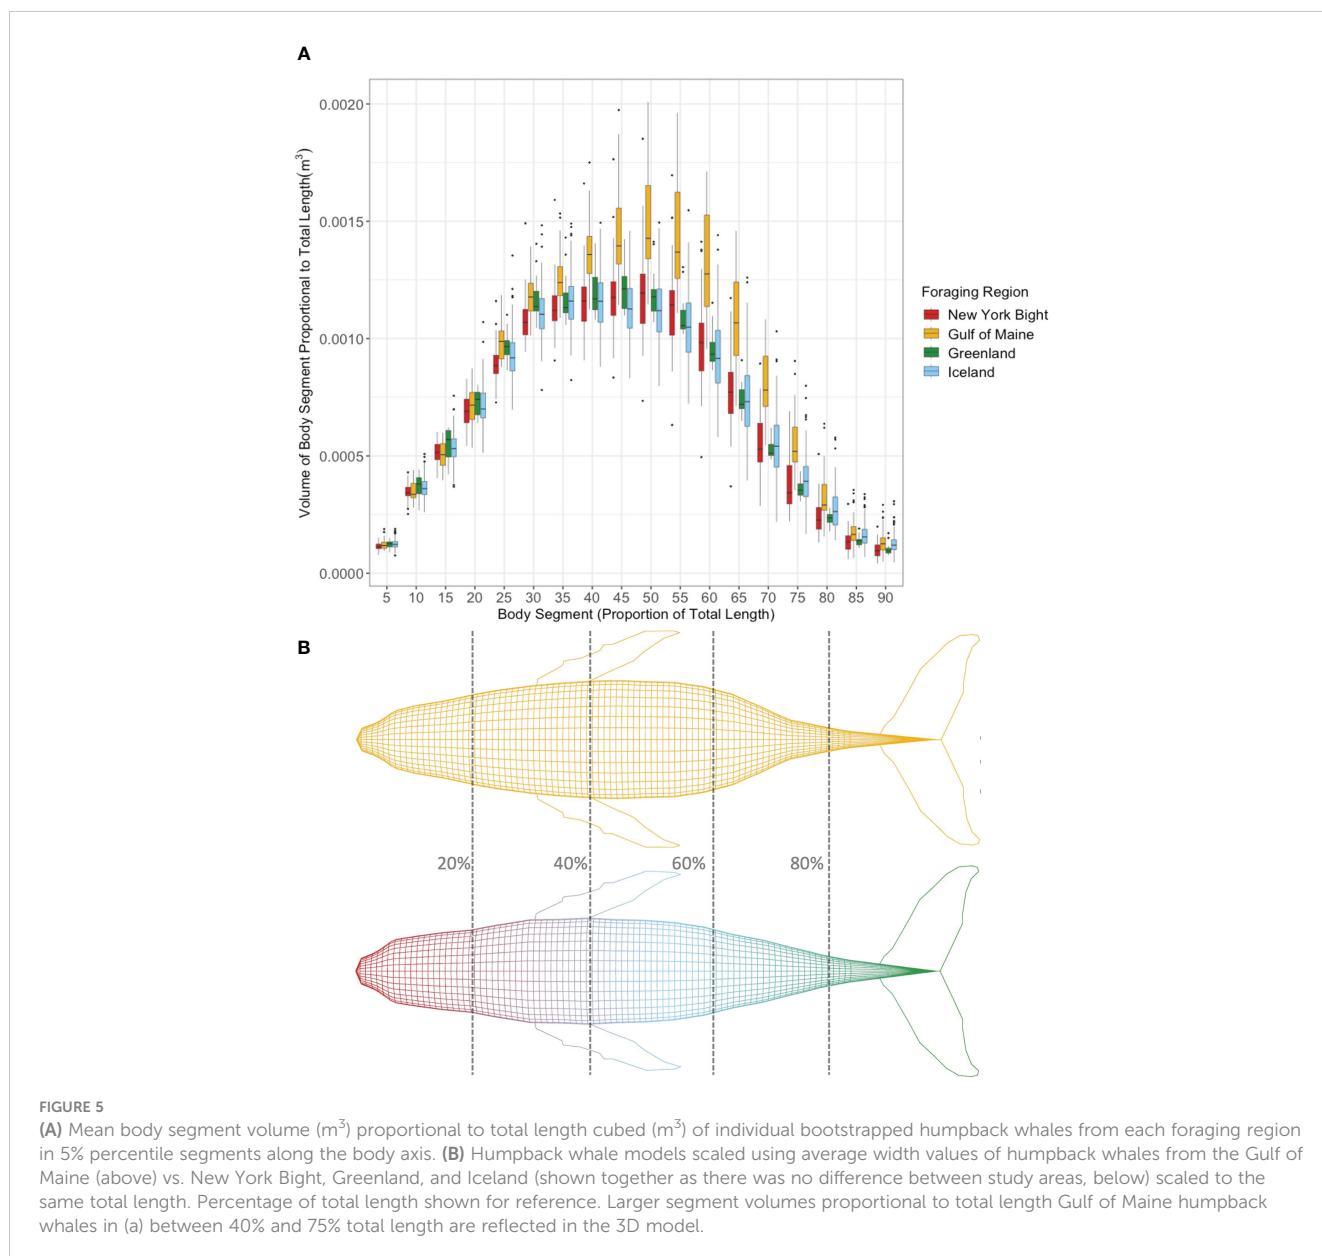 A
Volume of Body Segment Proportional to Total Length(m³)
0.0020
0.0015
0.0010
0.0005
0.0000
5 10 15 20 25 30 35 40 45 50 55 60 65 70 75 80 85 90
Body Segment (Proportion of Total Length)
Foraging Region
New York Bight
Gulf of Maine
Greenland
Iceland
B
20% 40% 60% 80%
FIGURE 5
(A) Mean body segment volume (m³) proportional to total length cubed (m³) of individual bootstrapped humpback whales from each foraging region
in 5% percentile segments along the body axis. (B) Humpback whale models scaled using average width values of humpback whales from the Gulf of
Maine (above) vs. New York Bight, Greenland, and Iceland (shown together as there was no difference between study areas, below) scaled to the
same total length. Percentage of total length shown for reference. Larger segment volumes proportional to total length Gulf of Maine humpback
whales in (a) between 40% and 75% total length are reflected in the 3D model.